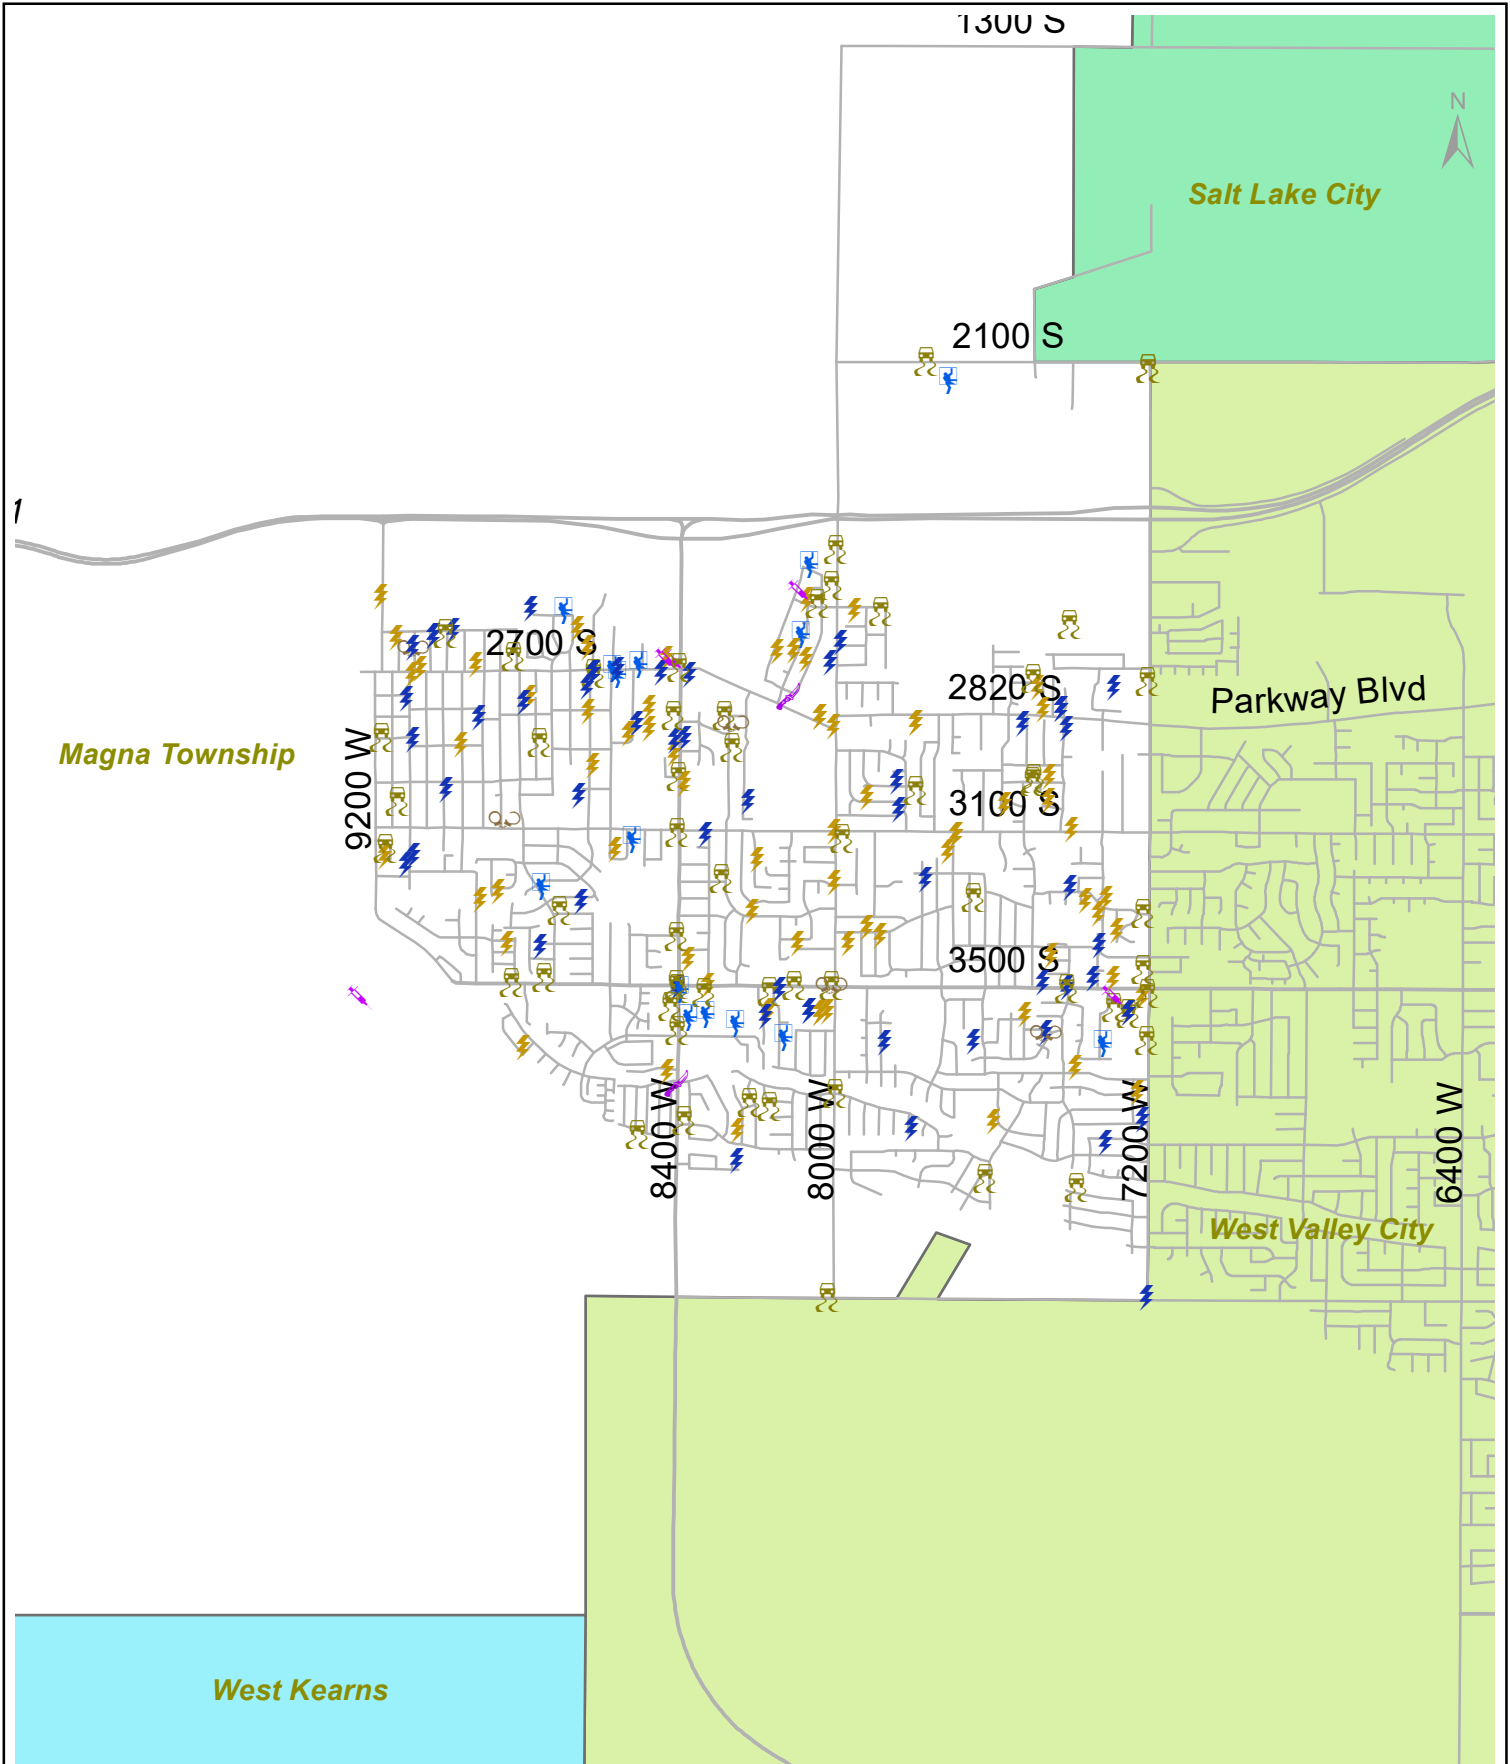 1300 S
N
Salt Lake City
2100 S
2700 S
2820 S
Parkway Blvd
Magna Township
9200 W
3100 S
3500 S
8400 W
8000 W
7200 W
6400 W
West Valley City
West Kearns